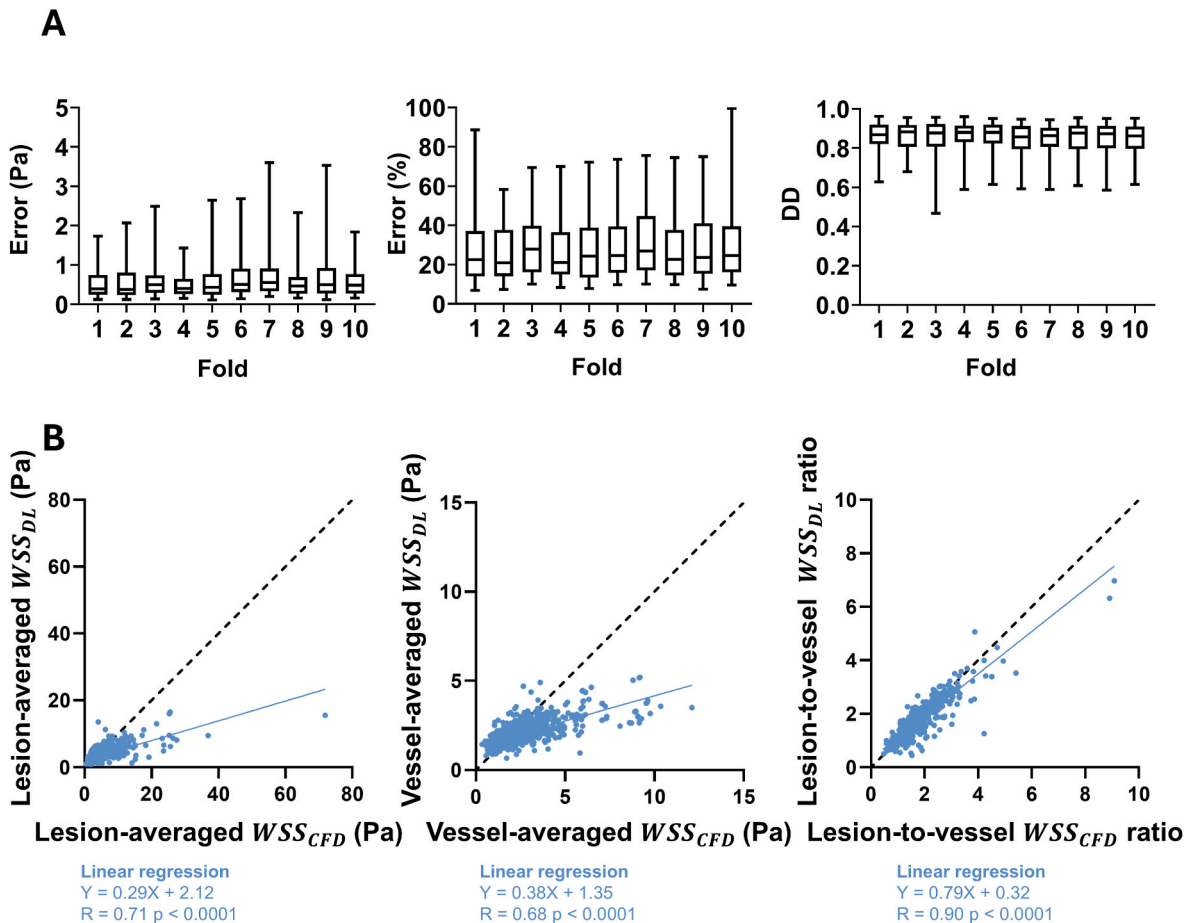 A
Error (Pa)
5
4
3
2
1
0
1 2 3 4 5 6 7 8 9 10
Fold
Error (%)
100
80
60
40
20
0
1 2 3 4 5 6 7 8 9 10
Fold
DD
1.0
0.8
0.6
0.4
0.2
0.0
1 2 3 4 5 6 7 8 9 10
Fold
B
Lesion-averaged WSS_DL (Pa)
80
60
40
20
0
0 20 40 60 80
Lesion-averaged WSS_CFD (Pa)
Linear regression
Y = 0.29X + 2.12
R = 0.71 p < 0.0001
Vessel-averaged WSS_DL (Pa)
15
10
5
0
0 5 10 15
Vessel-averaged WSS_CFD (Pa)
Linear regression
Y = 0.38X + 1.35
R = 0.68 p < 0.0001
Lesion-to-vessel WSS_DL ratio
10
8
6
4
2
0
0 2 4 6 8 10
Lesion-to-vessel WSS_CFD ratio
Linear regression
Y = 0.79X + 0.32
R = 0.90 p < 0.0001